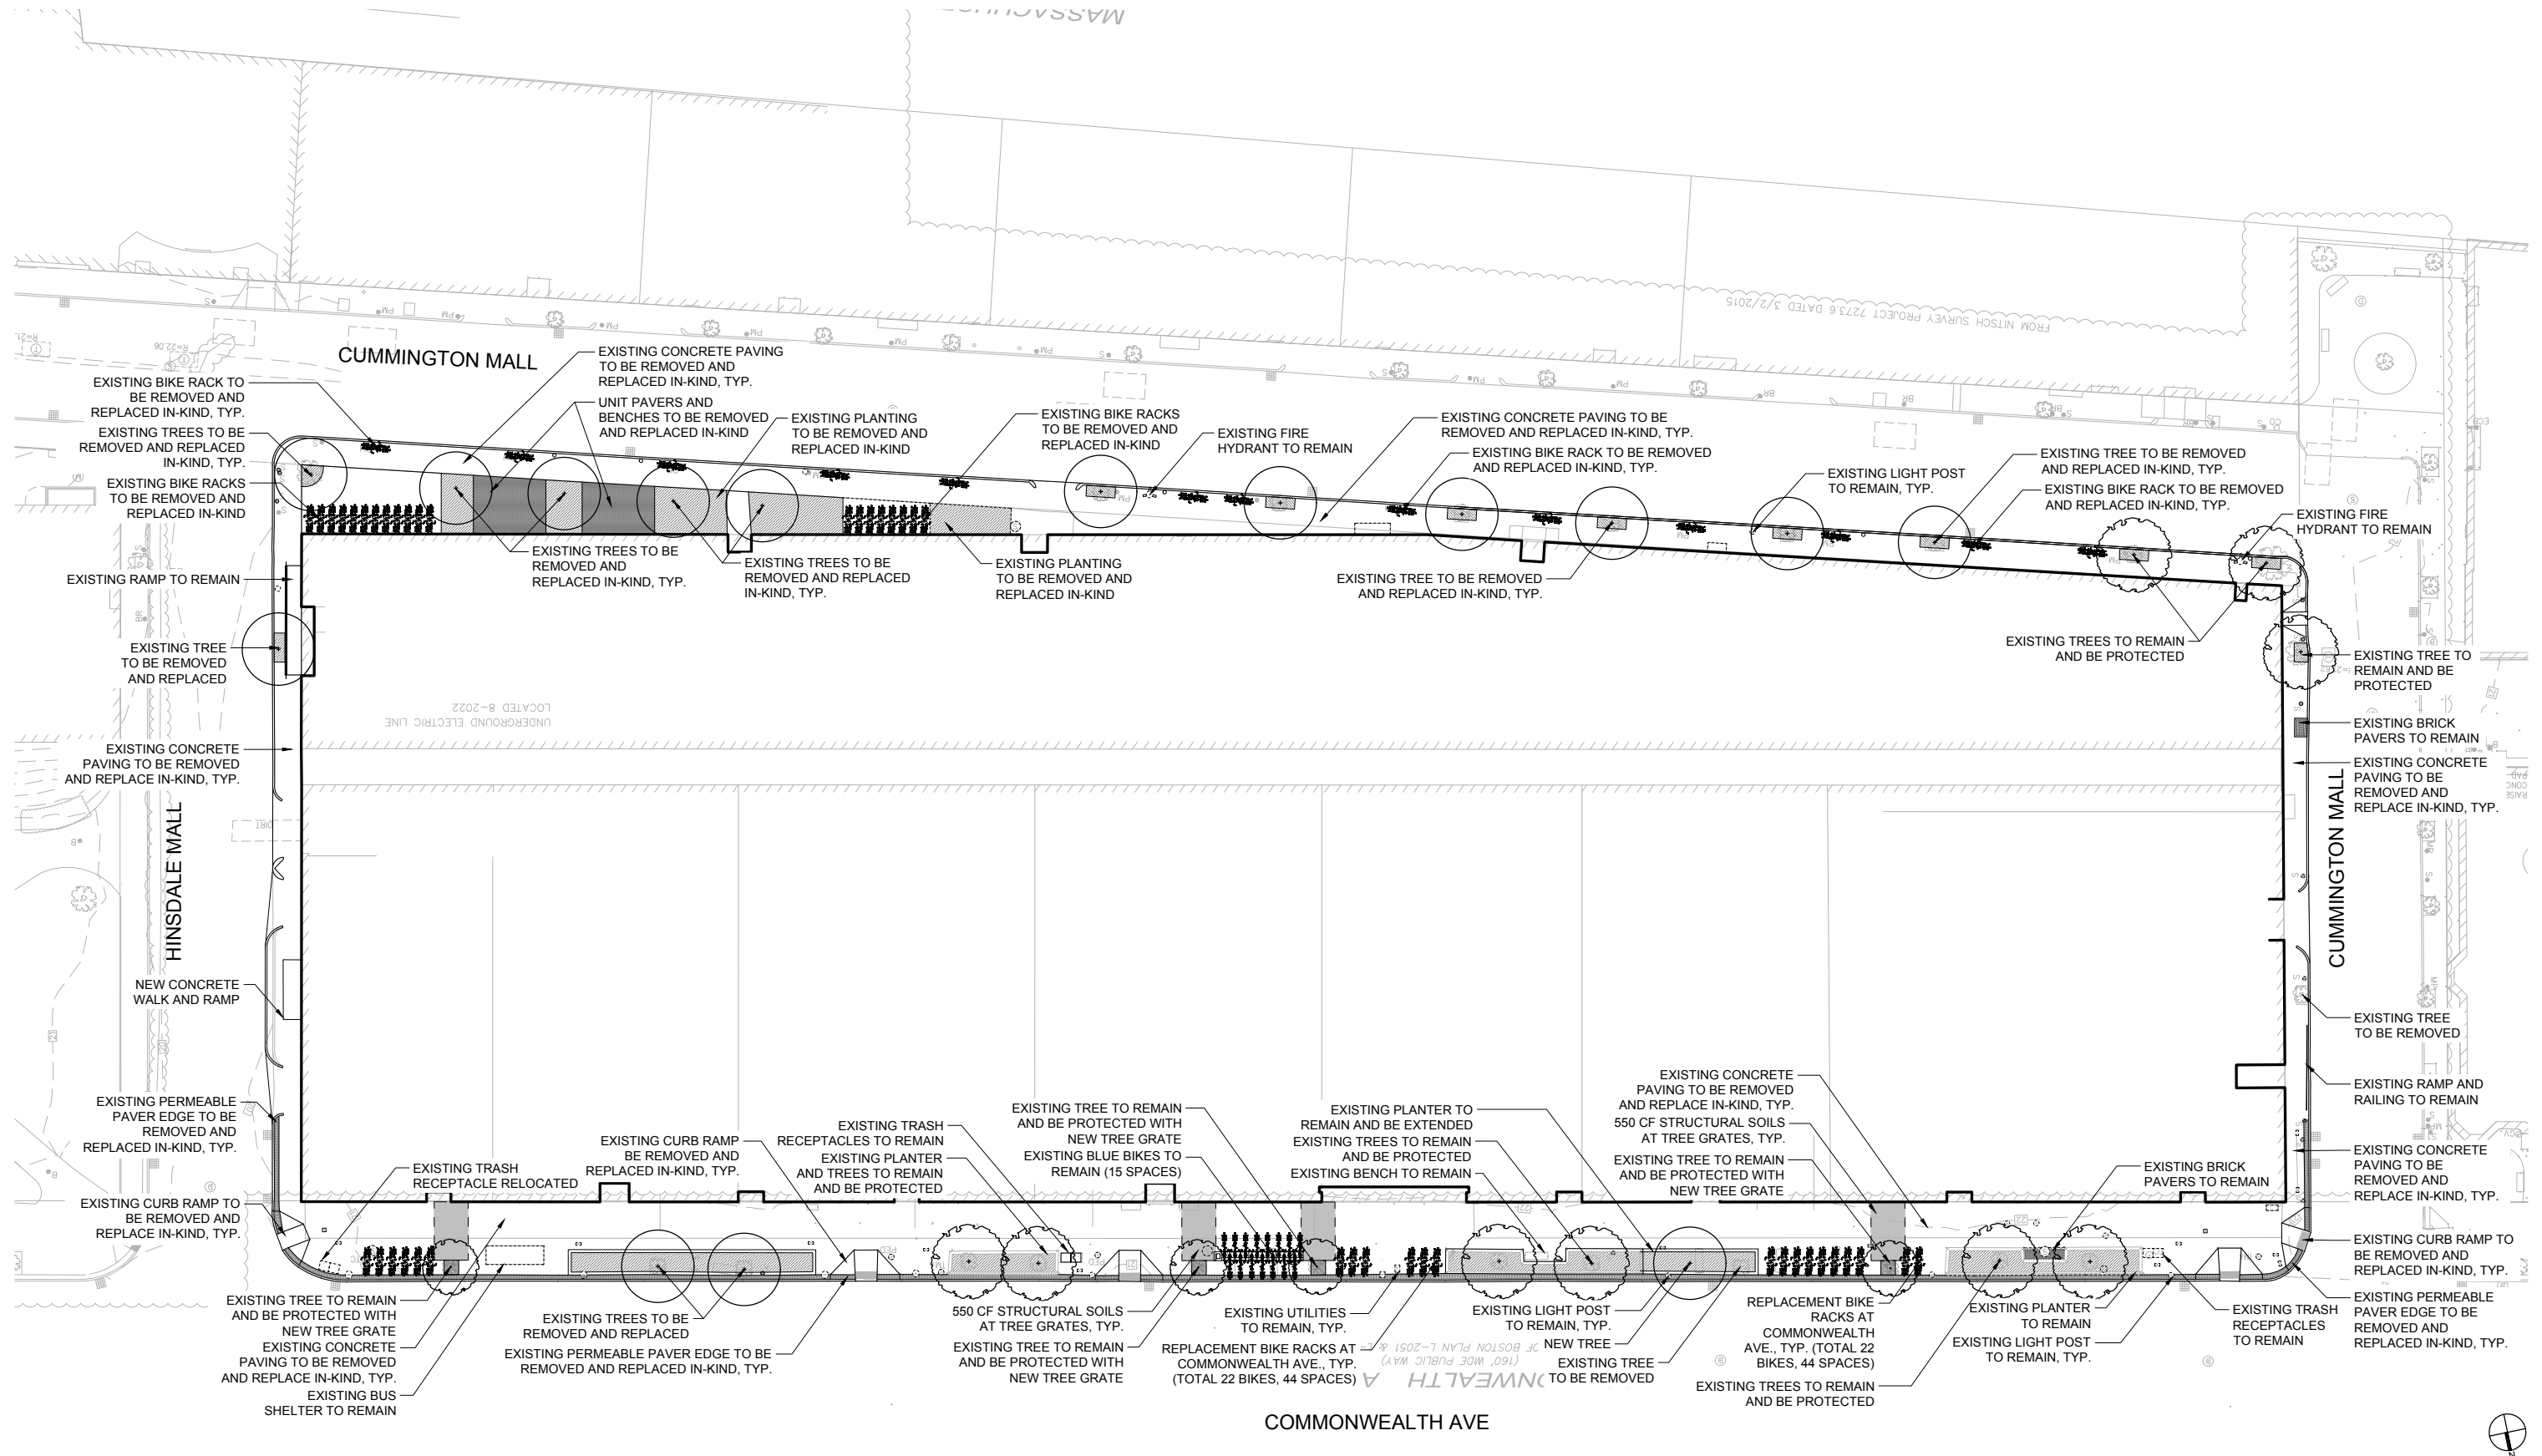 MASSACHUSE
FROM NITSCH SURVEY PROJECT 7273.6 DATED 3/2/2015
CUMMINGTON MALL
EXISTING BIKE RACK TO
BE REMOVED AND
REPLACED IN-KIND, TYP.
EXISTING TREES TO BE
REMOVED AND REPLACED
IN-KIND, TYP.
EXISTING BIKE RACKS
TO BE REMOVED AND
REPLACED IN-KIND
EXISTING CONCRETE PAVING
TO BE REMOVED AND
REPLACED IN-KIND, TYP.
UNIT PAVERS AND
BENCHES TO BE REMOVED
AND REPLACED IN-KIND
EXISTING PLANTING
TO BE REMOVED AND
REPLACED IN-KIND
EXISTING BIKE RACKS
TO BE REMOVED AND
REPLACED IN-KIND
EXISTING FIRE
HYDRANT TO REMAIN
EXISTING CONCRETE PAVING TO BE
REMOVED AND REPLACED IN-KIND, TYP.
EXISTING BIKE RACK TO BE REMOVED
AND REPLACED IN-KIND, TYP.
EXISTING LIGHT POST
TO REMAIN, TYP.
EXISTING TREE TO BE REMOVED
AND REPLACED IN-KIND, TYP.
EXISTING BIKE RACK TO BE REMOVED
AND REPLACED IN-KIND, TYP.
EXISTING FIRE
HYDRANT TO REMAIN
EXISTING TREES TO BE
REMOVED AND
REPLACED IN-KIND, TYP.
EXISTING TREES TO BE
REMOVED AND REPLACED
IN-KIND, TYP.
EXISTING PLANTING
TO BE REMOVED AND
REPLACED IN-KIND
EXISTING TREE TO BE REMOVED
AND REPLACED IN-KIND, TYP.
EXISTING TREES TO REMAIN
AND BE PROTECTED
EXISTING RAMP TO REMAIN
EXISTING TREE
TO BE REMOVED
AND REPLACED
EXISTING CONCRETE
PAVING TO BE REMOVED
AND REPLACE IN-KIND, TYP.
UNDERGROUND ELECTRIC LINE
LOCATED 8-2022
HINSDALE MALL
NEW CONCRETE
WALK AND RAMP
EXISTING TREE TO
REMAIN AND BE
PROTECTED
EXISTING BRICK
PAVERS TO REMAIN
EXISTING CONCRETE
PAVING TO BE
REMOVED AND
REPLACE IN-KIND, TYP.
CUMMINGTON MALL
EXISTING TREE
TO BE REMOVED
EXISTING RAMP AND
RAILING TO REMAIN
EXISTING CONCRETE
PAVING TO BE
REMOVED AND
REPLACE IN-KIND, TYP.
EXISTING CURB RAMP TO
BE REMOVED AND
REPLACED IN-KIND, TYP.
EXISTING PERMEABLE
PAVER EDGE TO BE
REMOVED AND
REPLACED IN-KIND, TYP.
EXISTING PERMEABLE
PAVER EDGE TO BE
REMOVED AND
REPLACED IN-KIND, TYP.
EXISTING CURB RAMP TO
BE REMOVED AND
REPLACE IN-KIND, TYP.
EXISTING TRASH
RECEPTACLE RELOCATED
EXISTING CURB RAMP
BE REMOVED AND
REPLACED IN-KIND, TYP.
EXISTING TRASH
RECEPTACLES TO REMAIN
EXISTING PLANTER
AND TREES TO REMAIN
AND BE PROTECTED
EXISTING TREE TO REMAIN
AND BE PROTECTED WITH
NEW TREE GRATE
EXISTING BLUE BIKES TO
REMAIN (15 SPACES)
EXISTING PLANTER TO
REMAIN AND BE EXTENDED
EXISTING TREES TO REMAIN
AND BE PROTECTED
EXISTING BENCH TO REMAIN
EXISTING CONCRETE
PAVING TO BE REMOVED
AND REPLACE IN-KIND, TYP.
550 CF STRUCTURAL SOILS
AT TREE GRATES, TYP.
EXISTING TREE TO REMAIN
AND BE PROTECTED WITH
NEW TREE GRATE
EXISTING BRICK
PAVERS TO REMAIN
EXISTING TREE TO REMAIN
AND BE PROTECTED WITH
NEW TREE GRATE
EXISTING CONCRETE
PAVING TO BE REMOVED
AND REPLACE IN-KIND, TYP.
EXISTING BUS
SHELTER TO REMAIN
EXISTING TREES TO BE
REMOVED AND REPLACED
EXISTING PERMEABLE PAVER EDGE TO BE
REMOVED AND REPLACED IN-KIND, TYP.
550 CF STRUCTURAL SOILS
AT TREE GRATES, TYP.
EXISTING TREE TO REMAIN
AND BE PROTECTED WITH
NEW TREE GRATE
EXISTING UTILITIES
TO REMAIN, TYP.
REPLACEMENT BIKE RACKS AT
COMMONWEALTH AVE., TYP.
(TOTAL 22 BIKES, 44 SPACES)
EXISTING LIGHT POST
TO REMAIN, TYP.
NEW TREE
EXISTING TREE
TO BE REMOVED
REPLACEMENT BIKE
RACKS AT
COMMONWEALTH
AVE., TYP. (TOTAL 22
BIKES, 44 SPACES)
EXISTING TREES TO REMAIN
AND BE PROTECTED
EXISTING PLANTER
TO REMAIN
EXISTING LIGHT POST
TO REMAIN, TYP.
EXISTING TRASH
RECEPTACLES
TO REMAIN
ONWEALTH A
(160' WIDE PUBLIC WAY)
OF BOSTON PLAN L-2051 &
COMMONWEALTH AVE
N